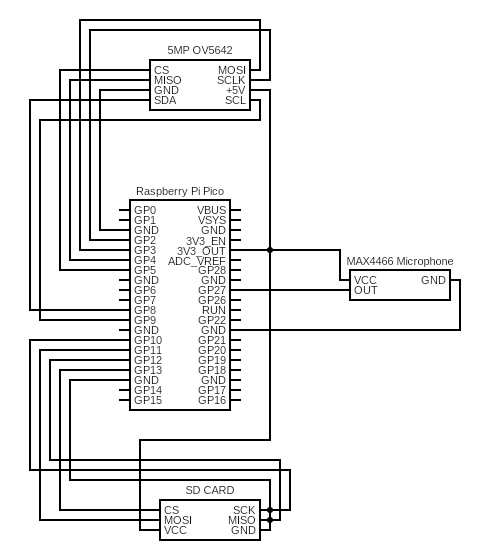 5MP OV5642
CS MOSI
MISO SCLK
GND +5V
SDA SCL
Raspberry Pi Pico
GP0 VBUS
GP1 VSYS
GND GND
GP2 3V3_EN
GP3 3V3_OUT
GP4 ADC_VREF
GP5 GP28
GND GND
GP6 GP27
GP7 GP26
GP8 RUN
GP9 GP22
GND GND
GP10 GP21
GP11 GP20
GP12 GP19
GP13 GP18
GND GND
GP14 GP17
GP15 GP16
MAX4466 Microphone
VCC GND
OUT
SD CARD
CS SCK
MOSI MISO
VCC GND